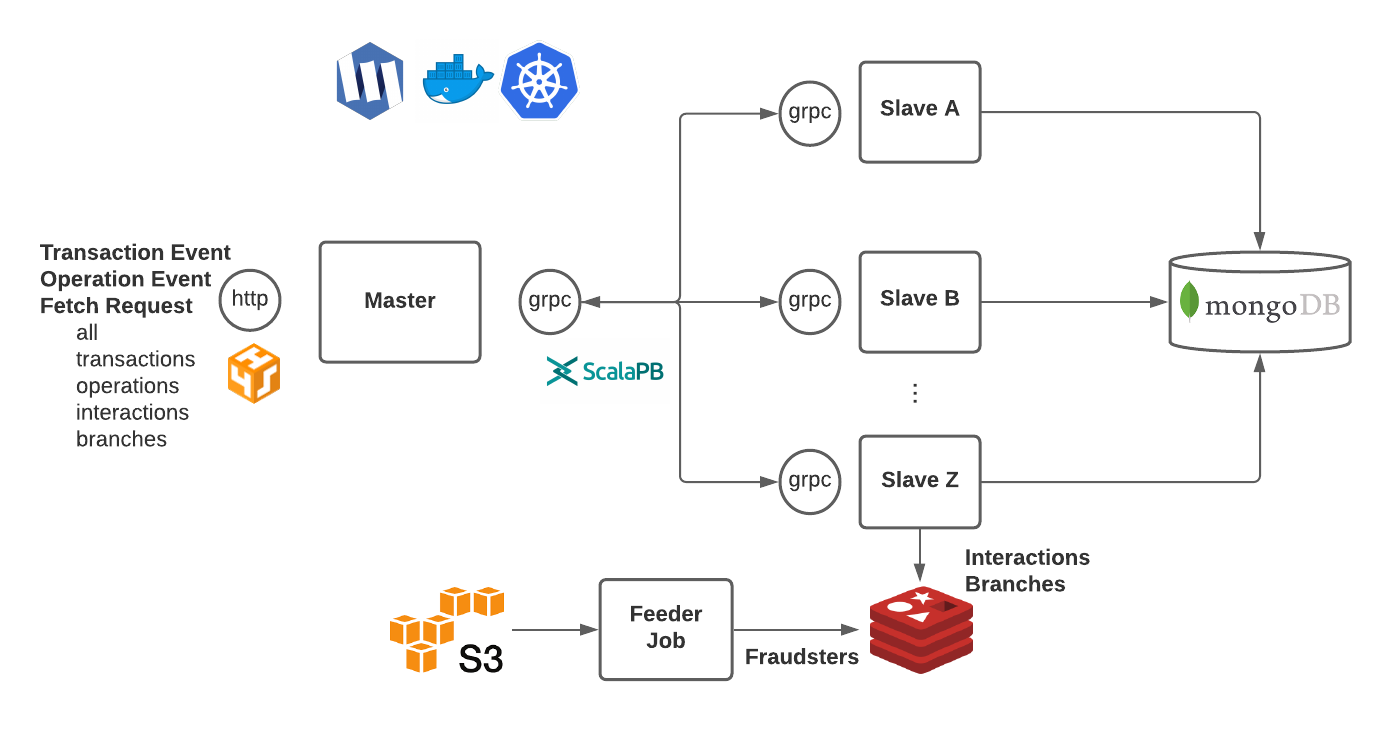 grpc
Slave A
Transaction Event
Operation Event
Fetch Request
all
transactions
operations
interactions
branches
http
Master
grpc
ScalaPB
grpc
Slave B
mongoDB
⋮
grpc
Slave Z
Interactions
Branches
S3
Feeder
Job
Fraudsters